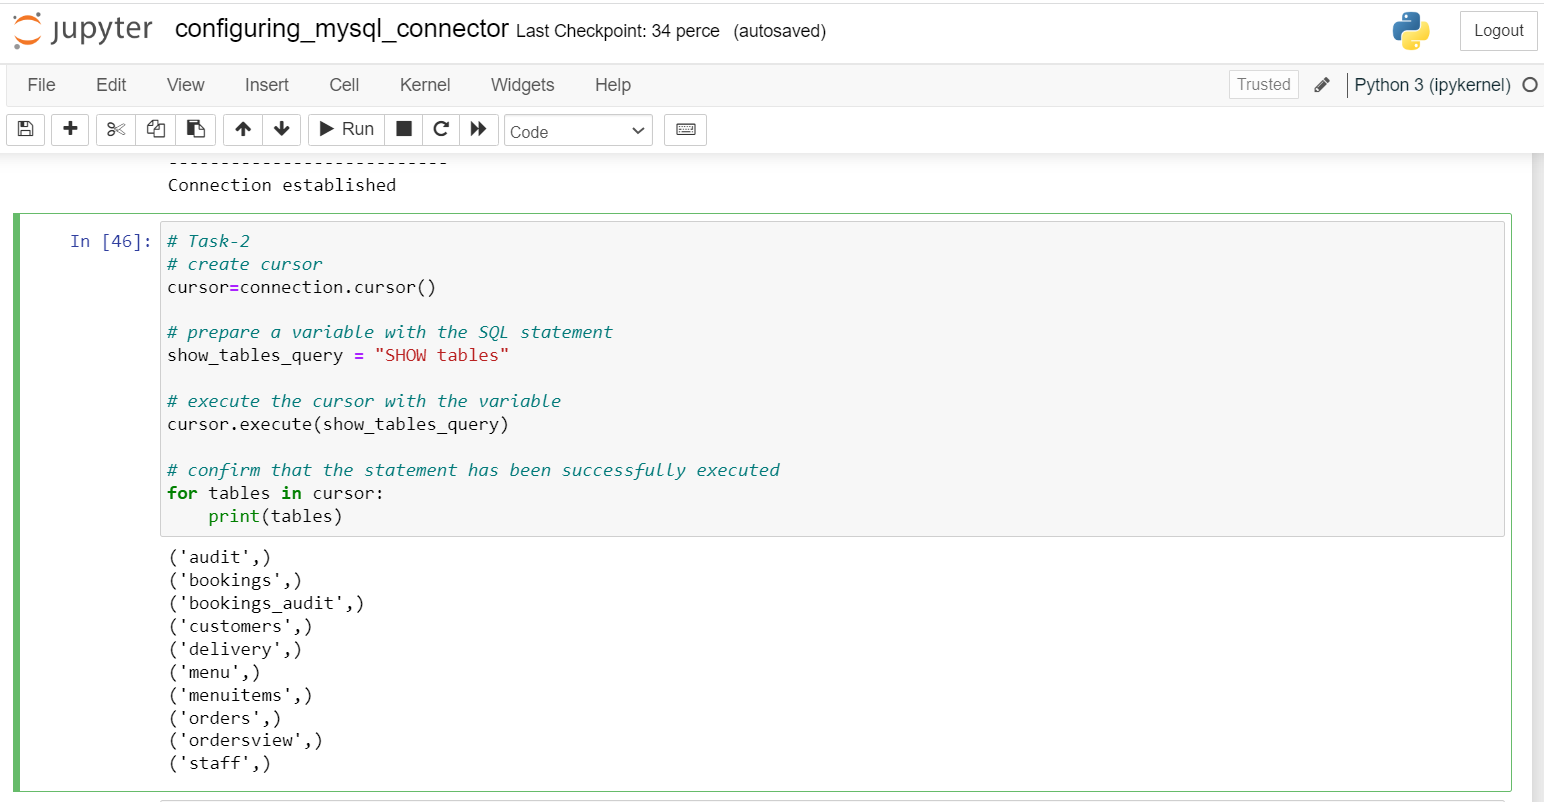 jupyter configuring_mysql_connector Last Checkpoint: 34 perce (autosaved) Logout
File Edit View Insert Cell Kernel Widgets Help Trusted Python 3 (ipykernel)
Run Code
---------------------------
Connection established
In [46]: # Task-2
# create cursor
cursor=connection.cursor()
# prepare a variable with the SQL statement
show_tables_query = "SHOW tables"
# execute the cursor with the variable
cursor.execute(show_tables_query)
# confirm that the statement has been successfully executed
for tables in cursor:
    print(tables)
('audit',)
('bookings',)
('bookings_audit',)
('customers',)
('delivery',)
('menu',)
('menuitems',)
('orders',)
('ordersview',)
('staff',)